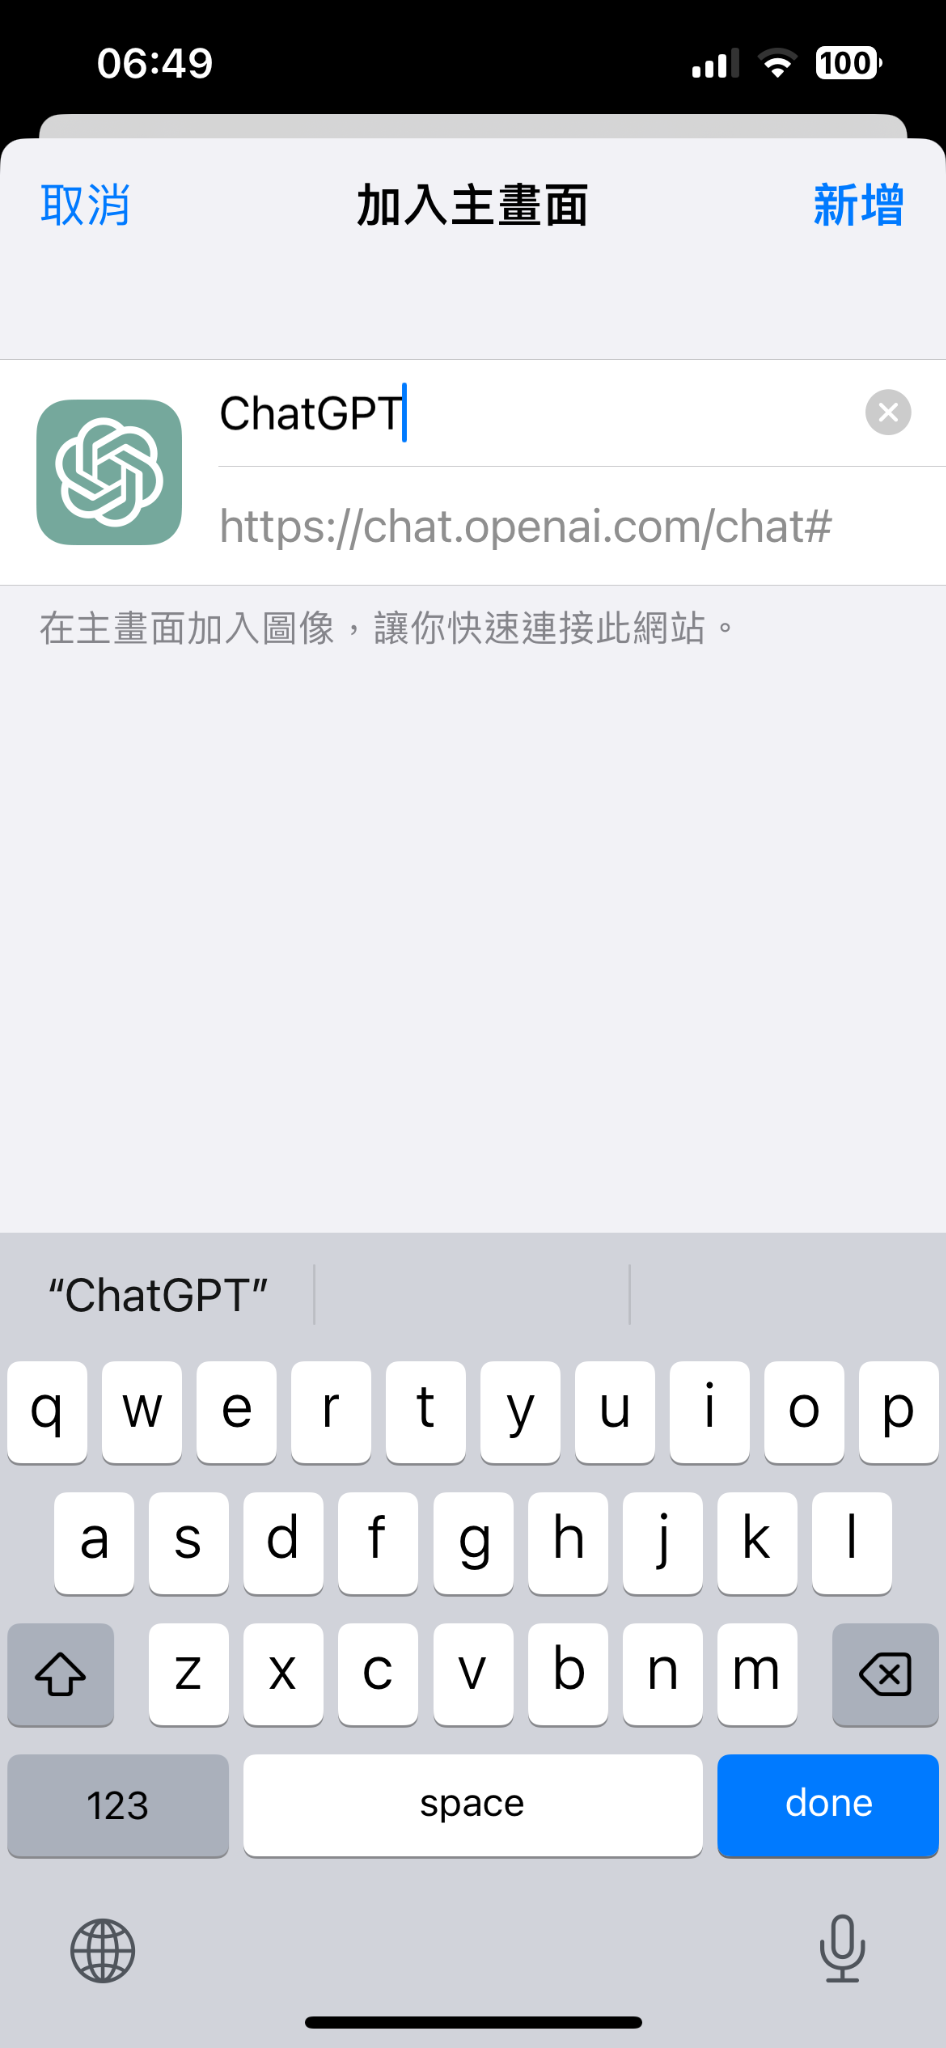 06:49
100
取消
加入主畫面
新增
ChatGPT
https://chat.openai.com/chat#
在主畫面加入圖像，讓你快速連接此網站。
“ChatGPT”
q w e r t y u i o p
a s d f g h j k l
z x c v b n m
123
space
done